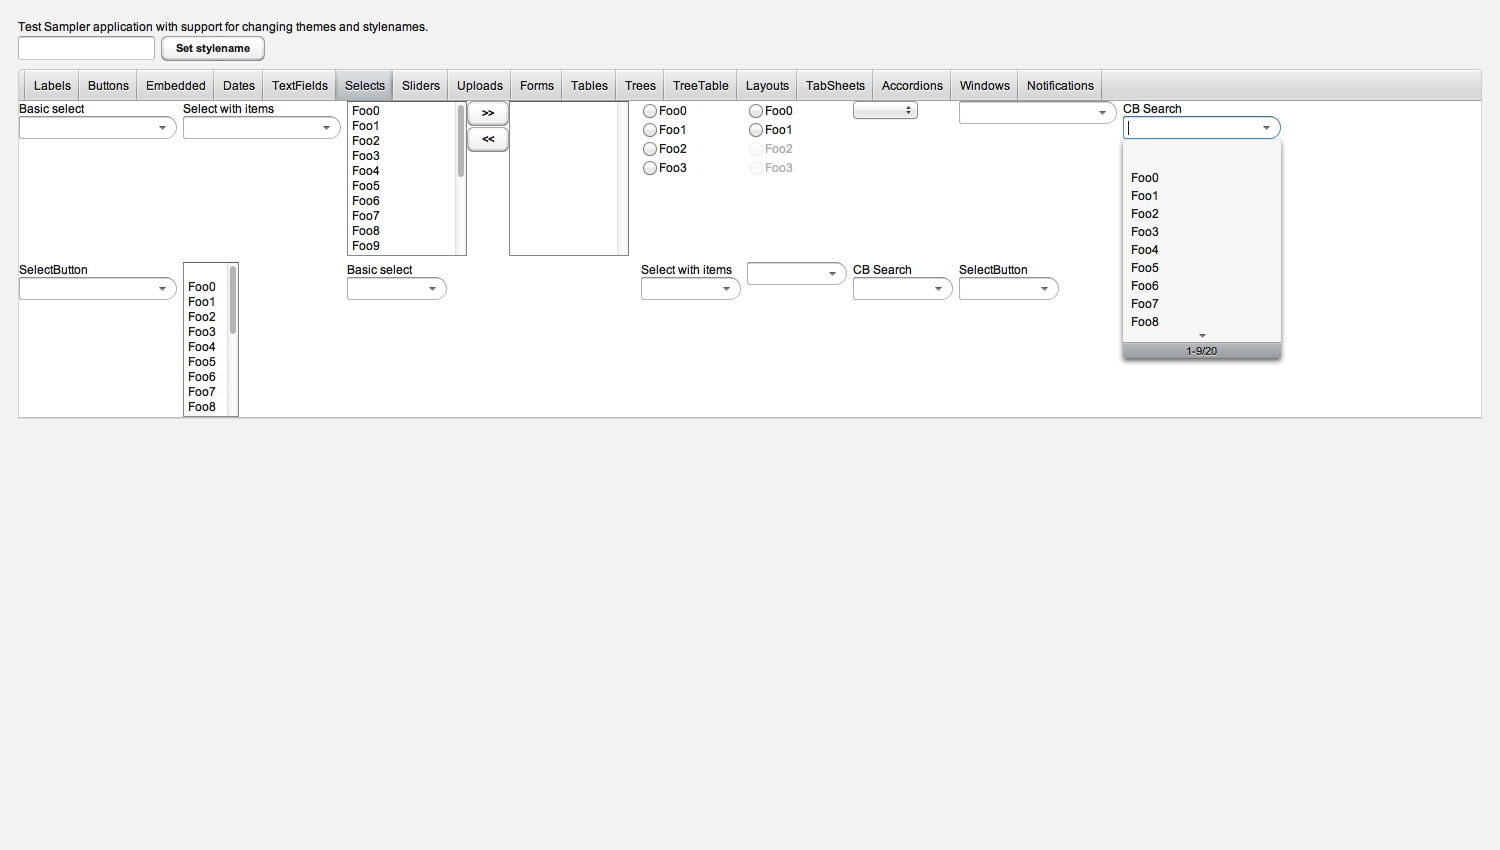 Test Sampler application with support for changing themes and stylenames.
Set stylename
Labels Buttons Embedded Dates TextFields Selects Sliders Uploads Forms Tables Trees TreeTable Layouts TabSheets Accordions Windows Notifications
Basic select
Select with items
Foo0
Foo1
Foo2
Foo3
Foo4
Foo5
Foo6
Foo7
Foo8
Foo9
>>
<<
Foo0
Foo1
Foo2
Foo3
Foo0
Foo1
Foo2
Foo3
CB Search
Foo0
Foo1
Foo2
Foo3
Foo4
Foo5
Foo6
Foo7
Foo8
1-9/20
SelectButton
Foo0
Foo1
Foo2
Foo3
Foo4
Foo5
Foo6
Foo7
Foo8
Basic select
Select with items
CB Search
SelectButton